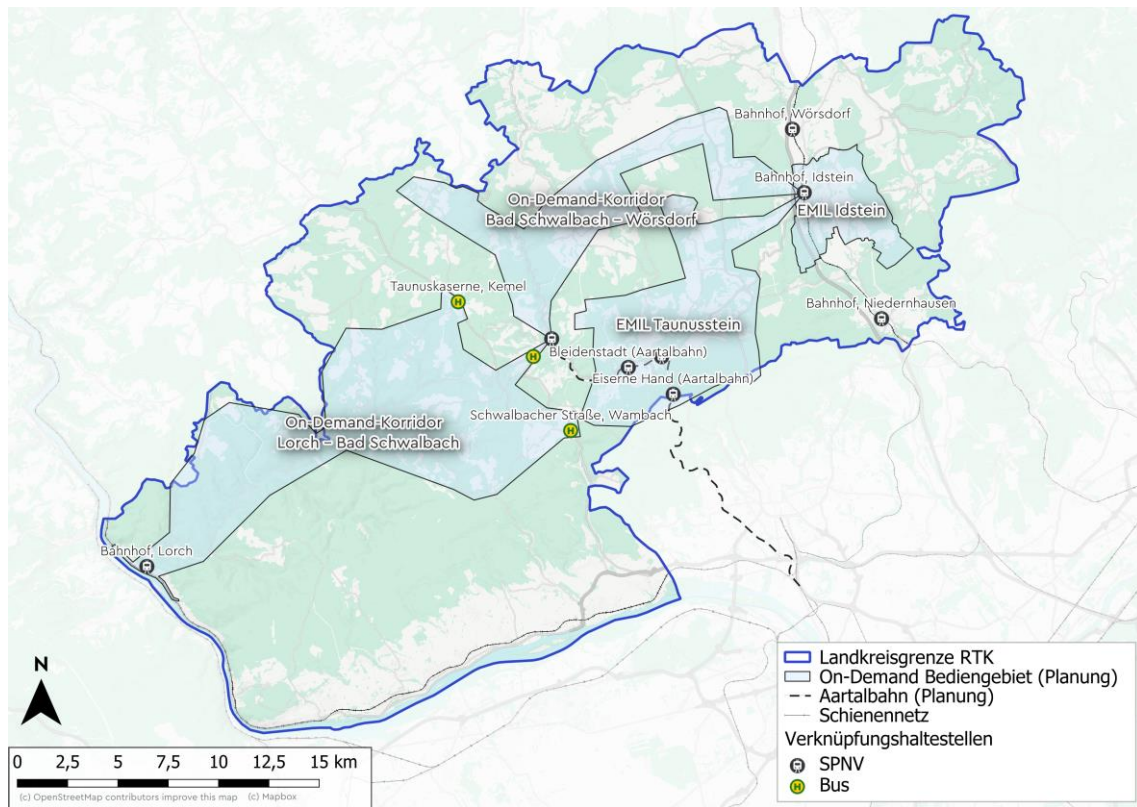 Bahnhof, Wörsdorf
Bahnhof, Idstein
On-Demand-Korridor
Bad Schwalbach – Wörsdorf
EMIL Idstein
Taunuskaserne, Kemel
Bahnhof, Niedernhausen
EMIL Taunusstein
Bleidenstadt (Aartalbahn)
Eiserne Hand (Aartalbahn)
Schwalbacher Straße, Wambach
On-Demand-Korridor
Lorch – Bad Schwalbach
Bahnhof, Lorch
N
0 2,5 5 7,5 10 12,5 15 km
(c) OpenStreetMap contributors improve this map (c) Mapbox
Landkreisgrenze RTK
On-Demand Bediengebiet (Planung)
Aartalbahn (Planung)
Schienennetz
Verknüpfungshaltestellen
SPNV
H Bus